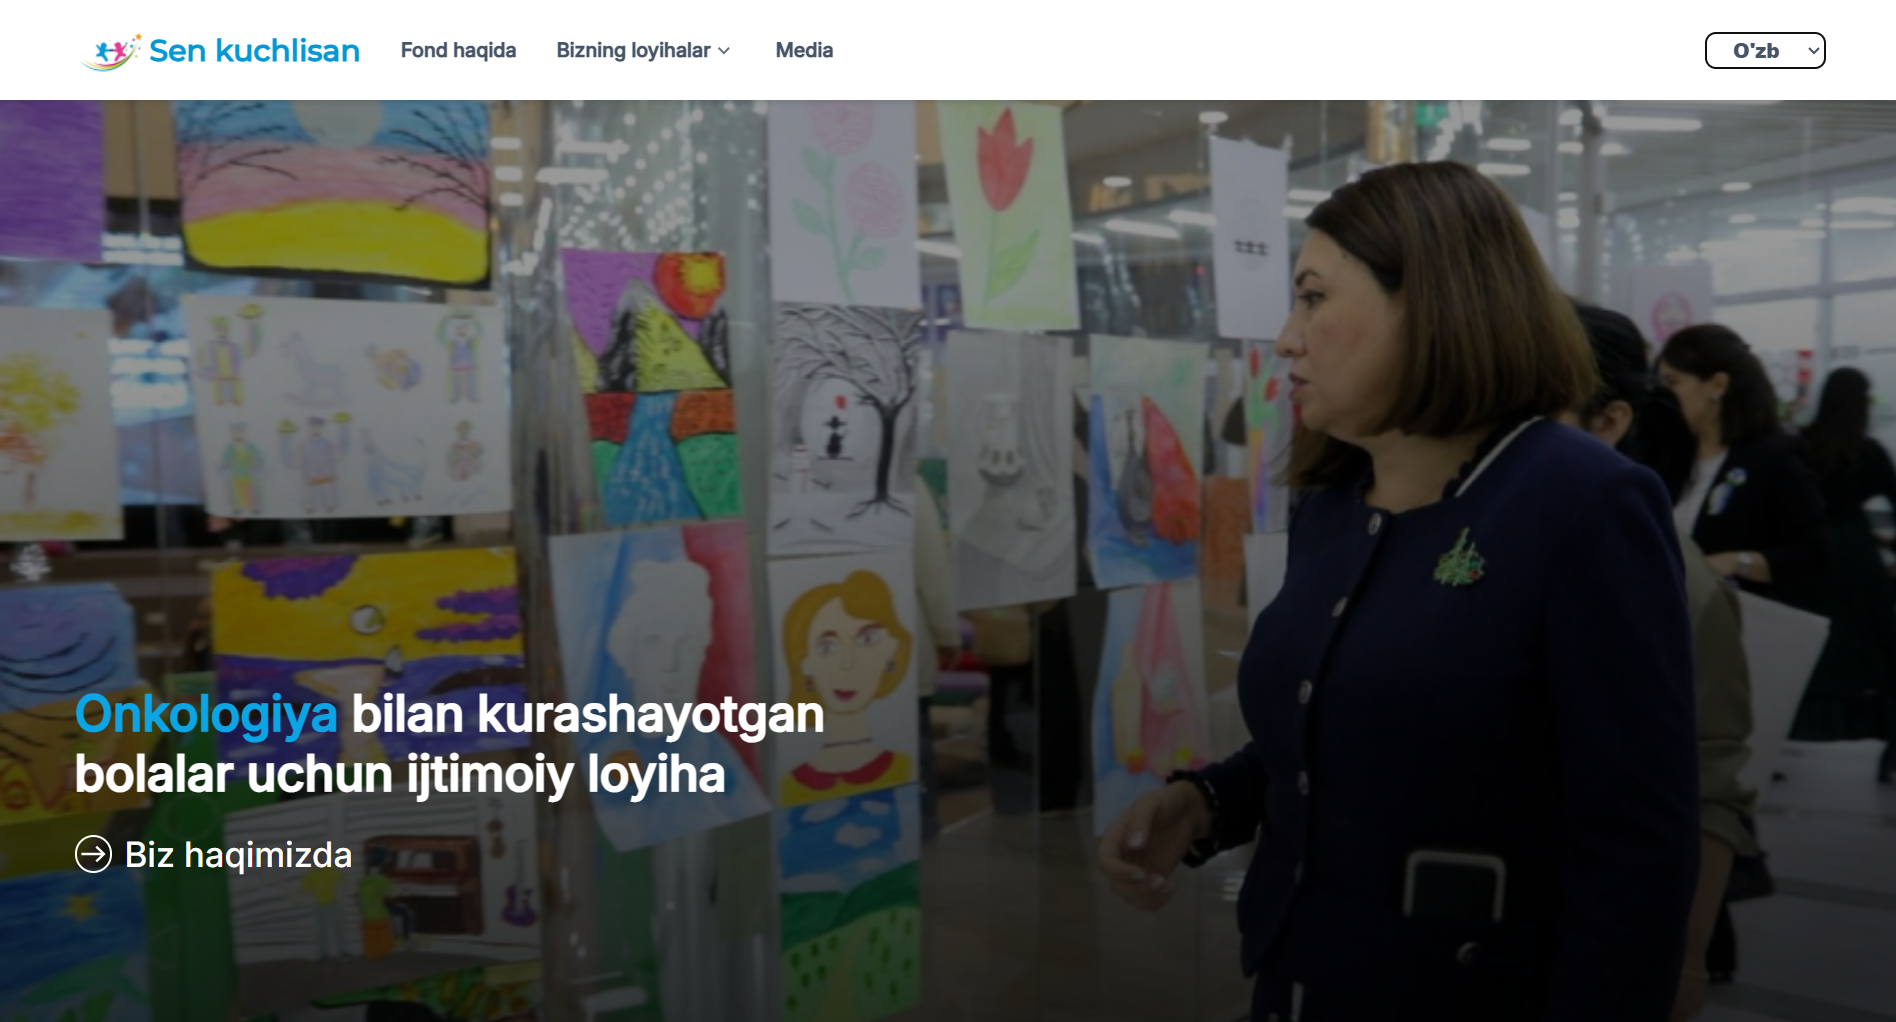 Sen kuchlisan
Fond haqida
Bizning loyihalar
Media
O'zb
Onkologiya bilan kurashayotgan
bolalar uchun ijtimoiy loyiha
Biz haqimizda